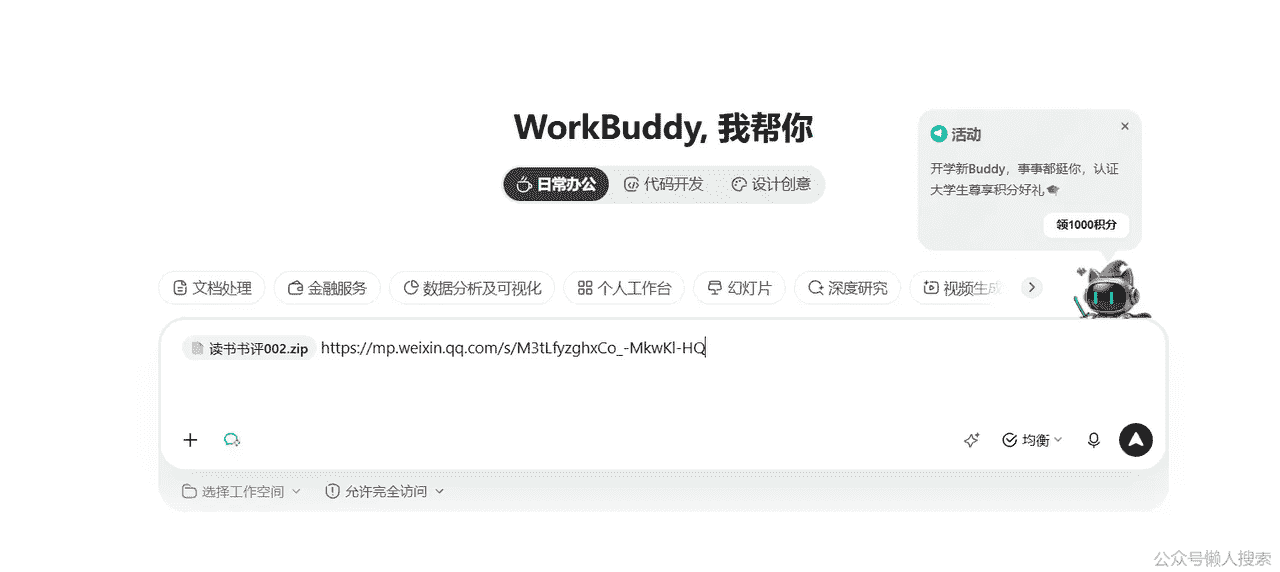 WorkBuddy, 我帮你
活动
开学新Buddy，事事都挺你，认证
大学生尊享积分好礼🎓
领1000积分
日常办公 代码开发 设计创意
文档处理 金融服务 数据分析及可视化 个人工作台 幻灯片 深度研究 视频生成
读书书评002.zip https://mp.weixin.qq.com/s/M3tLfyzghxCo_-MkwKl-HQ
均衡
选择工作空间 允许完全访问
公众号懒人搜索